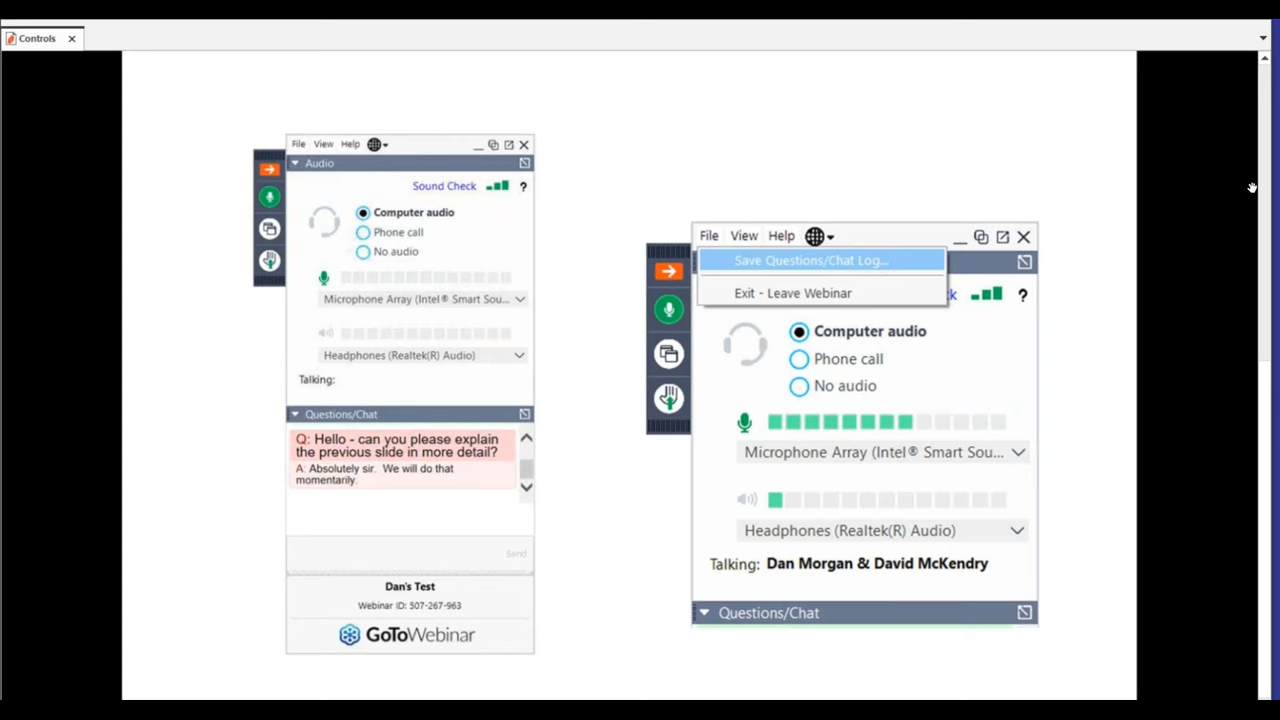 Controls
File View Help
Audio
Sound Check ?
Computer audio
Phone call
No audio
Microphone Array (Intel® Smart Sou...
Headphones (Realtek(R) Audio)
Talking:
Questions/Chat
Q: Hello - can you please explain
the previous slide in more detail?
A: Absolutely sir. We will do that
momentarily.
Send
Dan's Test
Webinar ID: 507-267-963
GoToWebinar
File View Help
Save Questions/Chat Log...
Exit - Leave Webinar
k ?
Computer audio
Phone call
No audio
Microphone Array (Intel® Smart Sou...
Headphones (Realtek(R) Audio)
Talking: Dan Morgan & David McKendry
Questions/Chat